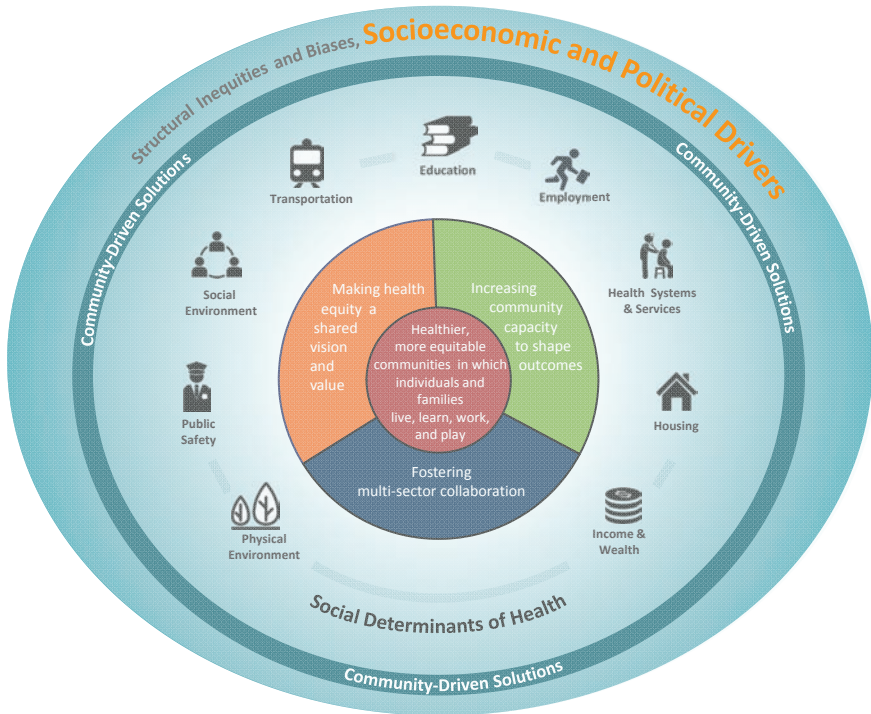 Structural Inequities and Biases, Socioeconomic and Political Drivers
Community-Driven Solutions
Community-Driven Solutions
Education
Transportation
Employment
Social
Environment
Health Systems
& Services
Public
Safety
Housing
Physical
Environment
Income &
Wealth
Making health
equity a
shared
vision
and
value
Increasing
community
capacity
to shape
outcomes
Healthier,
more equitable
communities in which
individuals and
families
live, learn, work,
and play
Fostering
multi-sector collaboration
Social Determinants of Health
Community-Driven Solutions